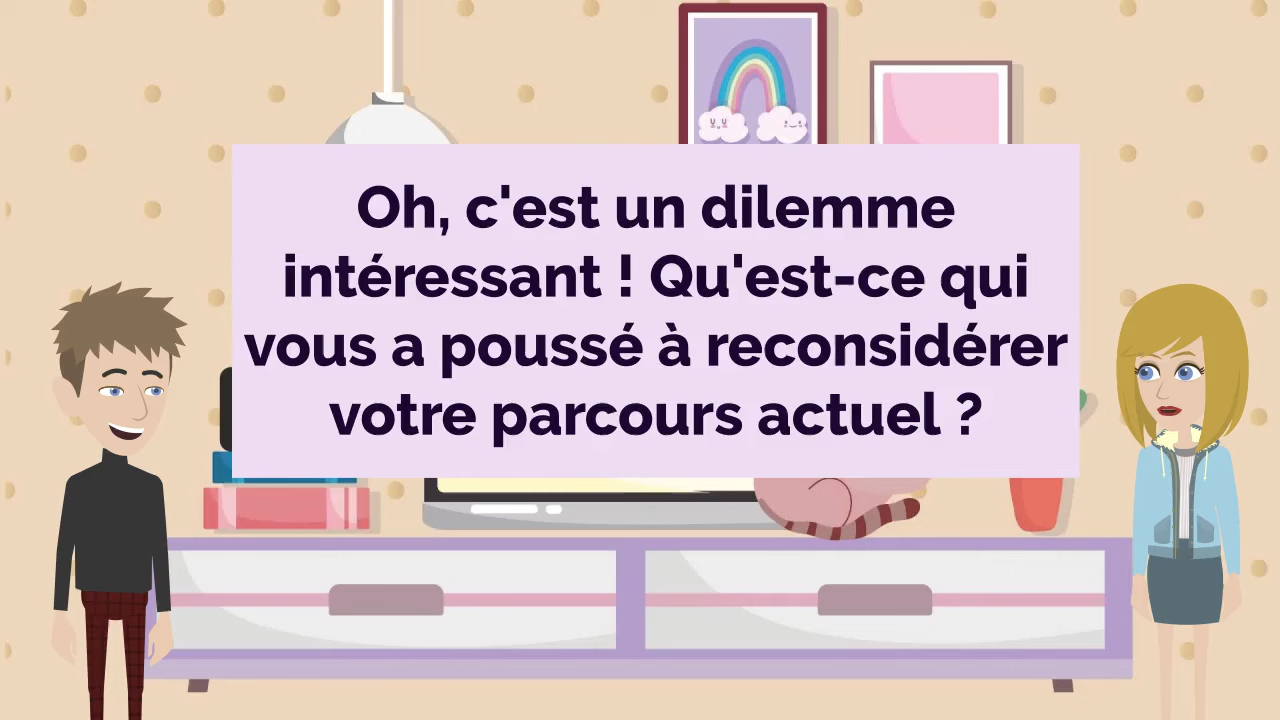 Oh, c'est un dilemme
intéressant ! Qu'est-ce qui
vous a poussé à reconsidérer
votre parcours actuel ?